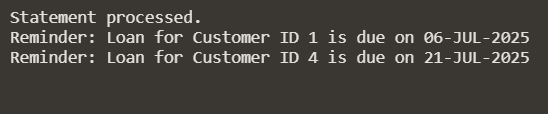 Statement processed.
Reminder: Loan for Customer ID 1 is due on 06-JUL-2025
Reminder: Loan for Customer ID 4 is due on 21-JUL-2025